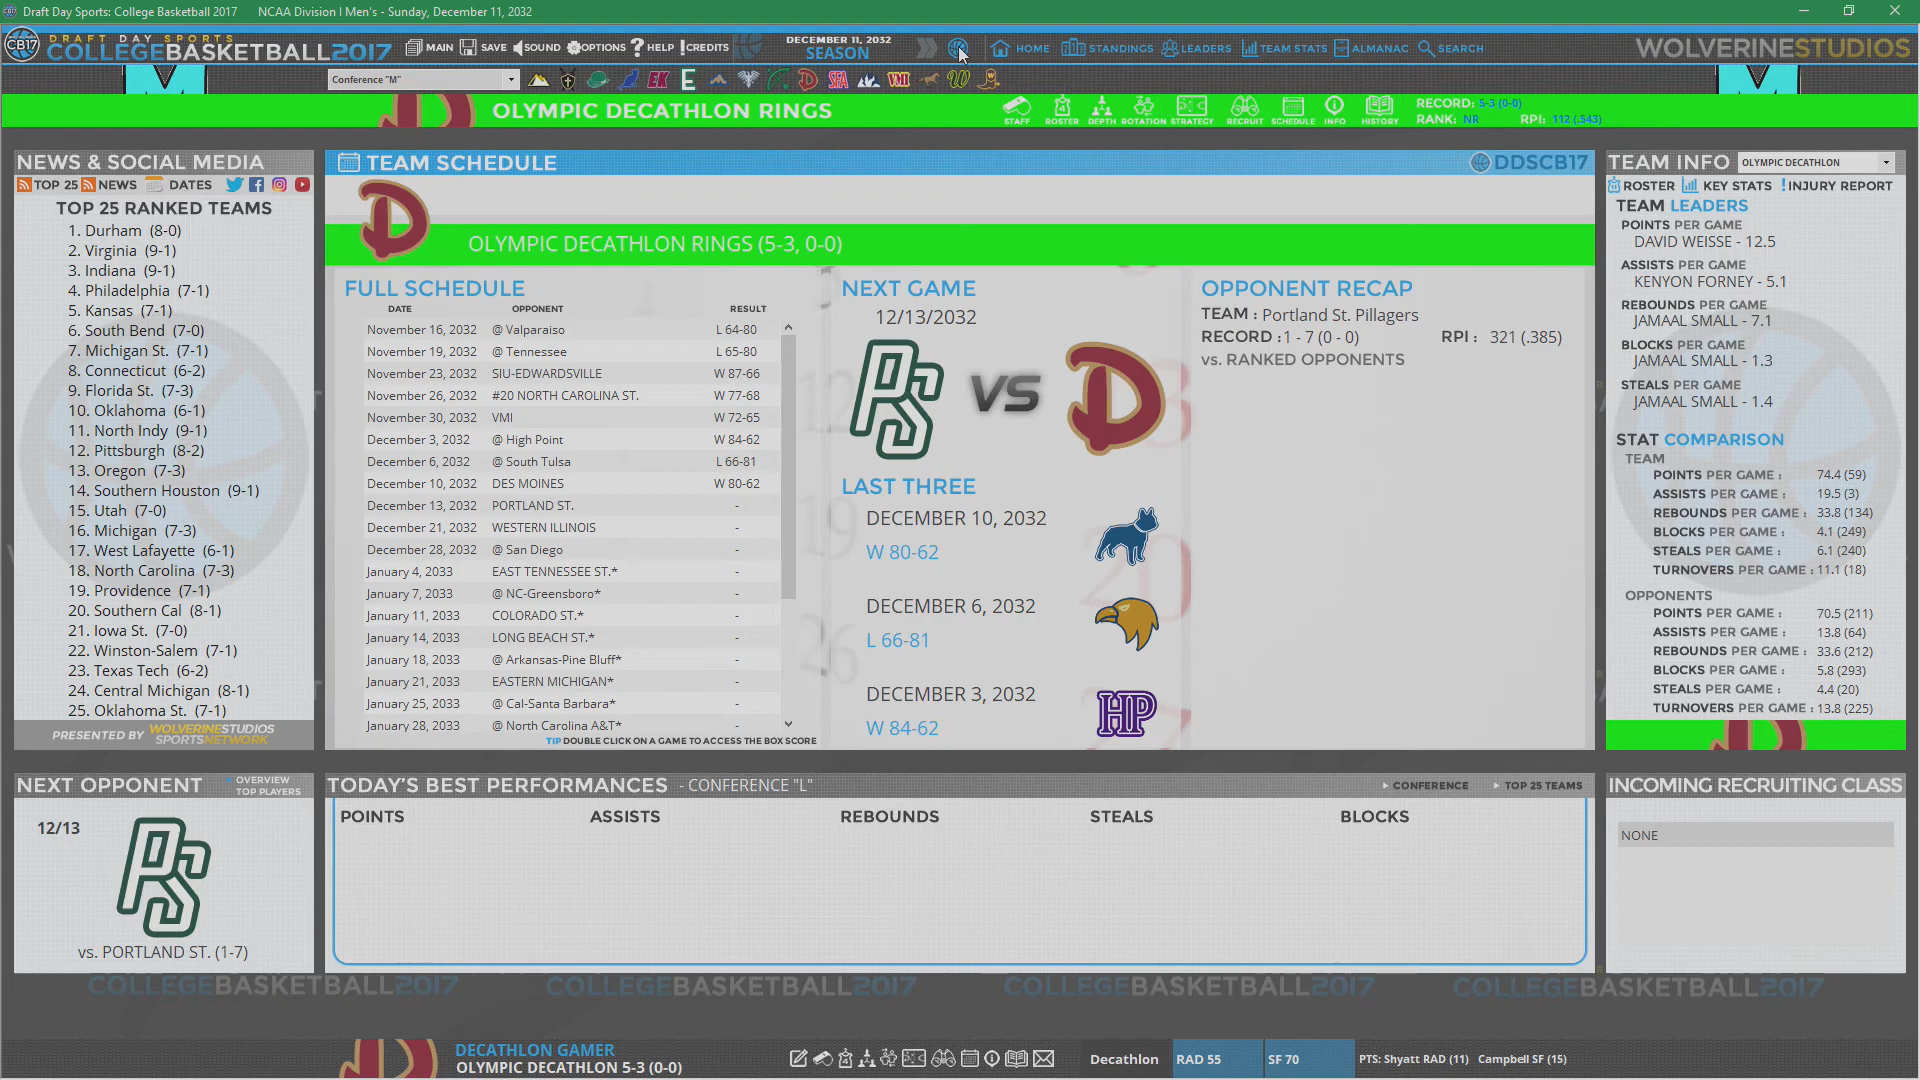 Draft Day Sports: College Basketball 2017 NCAA Division I Men's - Sunday, December 11, 2032
CB17 DRAFT DAY SPORTS COLLEGEBASKETBALL2017
MAIN SAVE SOUND OPTIONS HELP CREDITS
DECEMBER 11, 2032
SEASON
HOME STANDINGS LEADERS TEAM STATS ALMANAC SEARCH
WOLVERINESTUDIOS
Conference "M"
OLYMPIC DECATHLON RINGS
STAFF ROSTER DEPTH ROTATION STRATEGY RECRUIT SCHEDULE INFO HISTORY
RECORD: 5-3 (0-0)
RANK: NR RPI: 112 (.543)
NEWS & SOCIAL MEDIA
TOP 25 NEWS DATES
TOP 25 RANKED TEAMS
1. Durham (8-0)
2. Virginia (9-1)
3. Indiana (9-1)
4. Philadelphia (7-1)
5. Kansas (7-1)
6. South Bend (7-0)
7. Michigan St. (7-1)
8. Connecticut (6-2)
9. Florida St. (7-3)
10. Oklahoma (6-1)
11. North Indy (9-1)
12. Pittsburgh (8-2)
13. Oregon (7-3)
14. Southern Houston (9-1)
15. Utah (7-0)
16. Michigan (7-3)
17. West Lafayette (6-1)
18. North Carolina (7-3)
19. Providence (7-1)
20. Southern Cal (8-1)
21. Iowa St. (7-0)
22. Winston-Salem (7-1)
23. Texas Tech (6-2)
24. Central Michigan (8-1)
25. Oklahoma St. (7-1)
PRESENTED BY WOLVERINESTUDIOS SPORTSNETWORK
TEAM SCHEDULE
DDSCB17
OLYMPIC DECATHLON RINGS (5-3, 0-0)
FULL SCHEDULE
DATE OPPONENT RESULT
November 16, 2032 @ Valparaiso L 64-80
November 19, 2032 @ Tennessee L 65-80
November 23, 2032 SIU-EDWARDSVILLE W 87-66
November 26, 2032 #20 NORTH CAROLINA ST. W 77-68
November 30, 2032 VMI W 72-65
December 3, 2032 @ High Point W 84-62
December 6, 2032 @ South Tulsa L 66-81
December 10, 2032 DES MOINES W 80-62
December 13, 2032 PORTLAND ST. -
December 21, 2032 WESTERN ILLINOIS -
December 28, 2032 @ San Diego -
January 4, 2033 EAST TENNESSEE ST.* -
January 7, 2033 @ NC-Greensboro* -
January 11, 2033 COLORADO ST.* -
January 14, 2033 LONG BEACH ST.* -
January 18, 2033 @ Arkansas-Pine Bluff* -
January 21, 2033 EASTERN MICHIGAN* -
January 25, 2033 @ Cal-Santa Barbara* -
January 28, 2033 @ North Carolina A&T* -
TIP DOUBLE CLICK ON A GAME TO ACCESS THE BOX SCORE
NEXT GAME
12/13/2032
PS VS D
LAST THREE
DECEMBER 10, 2032
W 80-62
DECEMBER 6, 2032
L 66-81
DECEMBER 3, 2032
W 84-62
HP
OPPONENT RECAP
TEAM : Portland St. Pillagers
RECORD : 1 - 7 (0 - 0) RPI : 321 (.385)
vs. RANKED OPPONENTS
TEAM INFO OLYMPIC DECATHLON
ROSTER KEY STATS INJURY REPORT
TEAM LEADERS
POINTS PER GAME
DAVID WEISSE - 12.5
ASSISTS PER GAME
KENYON FORNEY - 5.1
REBOUNDS PER GAME
JAMAAL SMALL - 7.1
BLOCKS PER GAME
JAMAAL SMALL - 1.3
STEALS PER GAME
JAMAAL SMALL - 1.4
STAT COMPARISON
TEAM
POINTS PER GAME : 74.4 (59)
ASSISTS PER GAME : 19.5 (3)
REBOUNDS PER GAME : 33.8 (134)
BLOCKS PER GAME : 4.1 (249)
STEALS PER GAME : 6.1 (240)
TURNOVERS PER GAME : 11.1 (18)
OPPONENTS
POINTS PER GAME : 70.5 (211)
ASSISTS PER GAME : 13.8 (64)
REBOUNDS PER GAME : 33.6 (212)
BLOCKS PER GAME : 5.8 (293)
STEALS PER GAME : 4.4 (20)
TURNOVERS PER GAME : 13.8 (225)
NEXT OPPONENT
OVERVIEW
TOP PLAYERS
12/13
PS
vs. PORTLAND ST. (1-7)
TODAY'S BEST PERFORMANCES - CONFERENCE "L"
CONFERENCE TOP 25 TEAMS
POINTS ASSISTS REBOUNDS STEALS BLOCKS
INCOMING RECRUITING CLASS
NONE
COLLEGEBASKETBALL2017 COLLEGEBASKETBALL2017 COLLEGEBASKETBALL2017 COLLEGEBASKETBALL2017
DECATHLON GAMER
OLYMPIC DECATHLON 5-3 (0-0)
Decathlon RAD 55 SF 70 PTS: Shyatt RAD (11) Campbell SF (15)